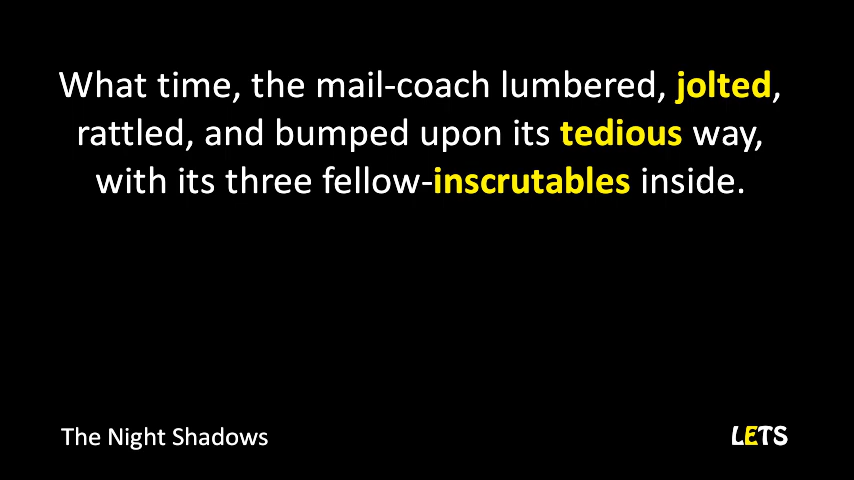 What time, the mail-coach lumbered, jolted,
rattled, and bumped upon its tedious way,
with its three fellow-inscrutables inside.
The Night Shadows
LETS